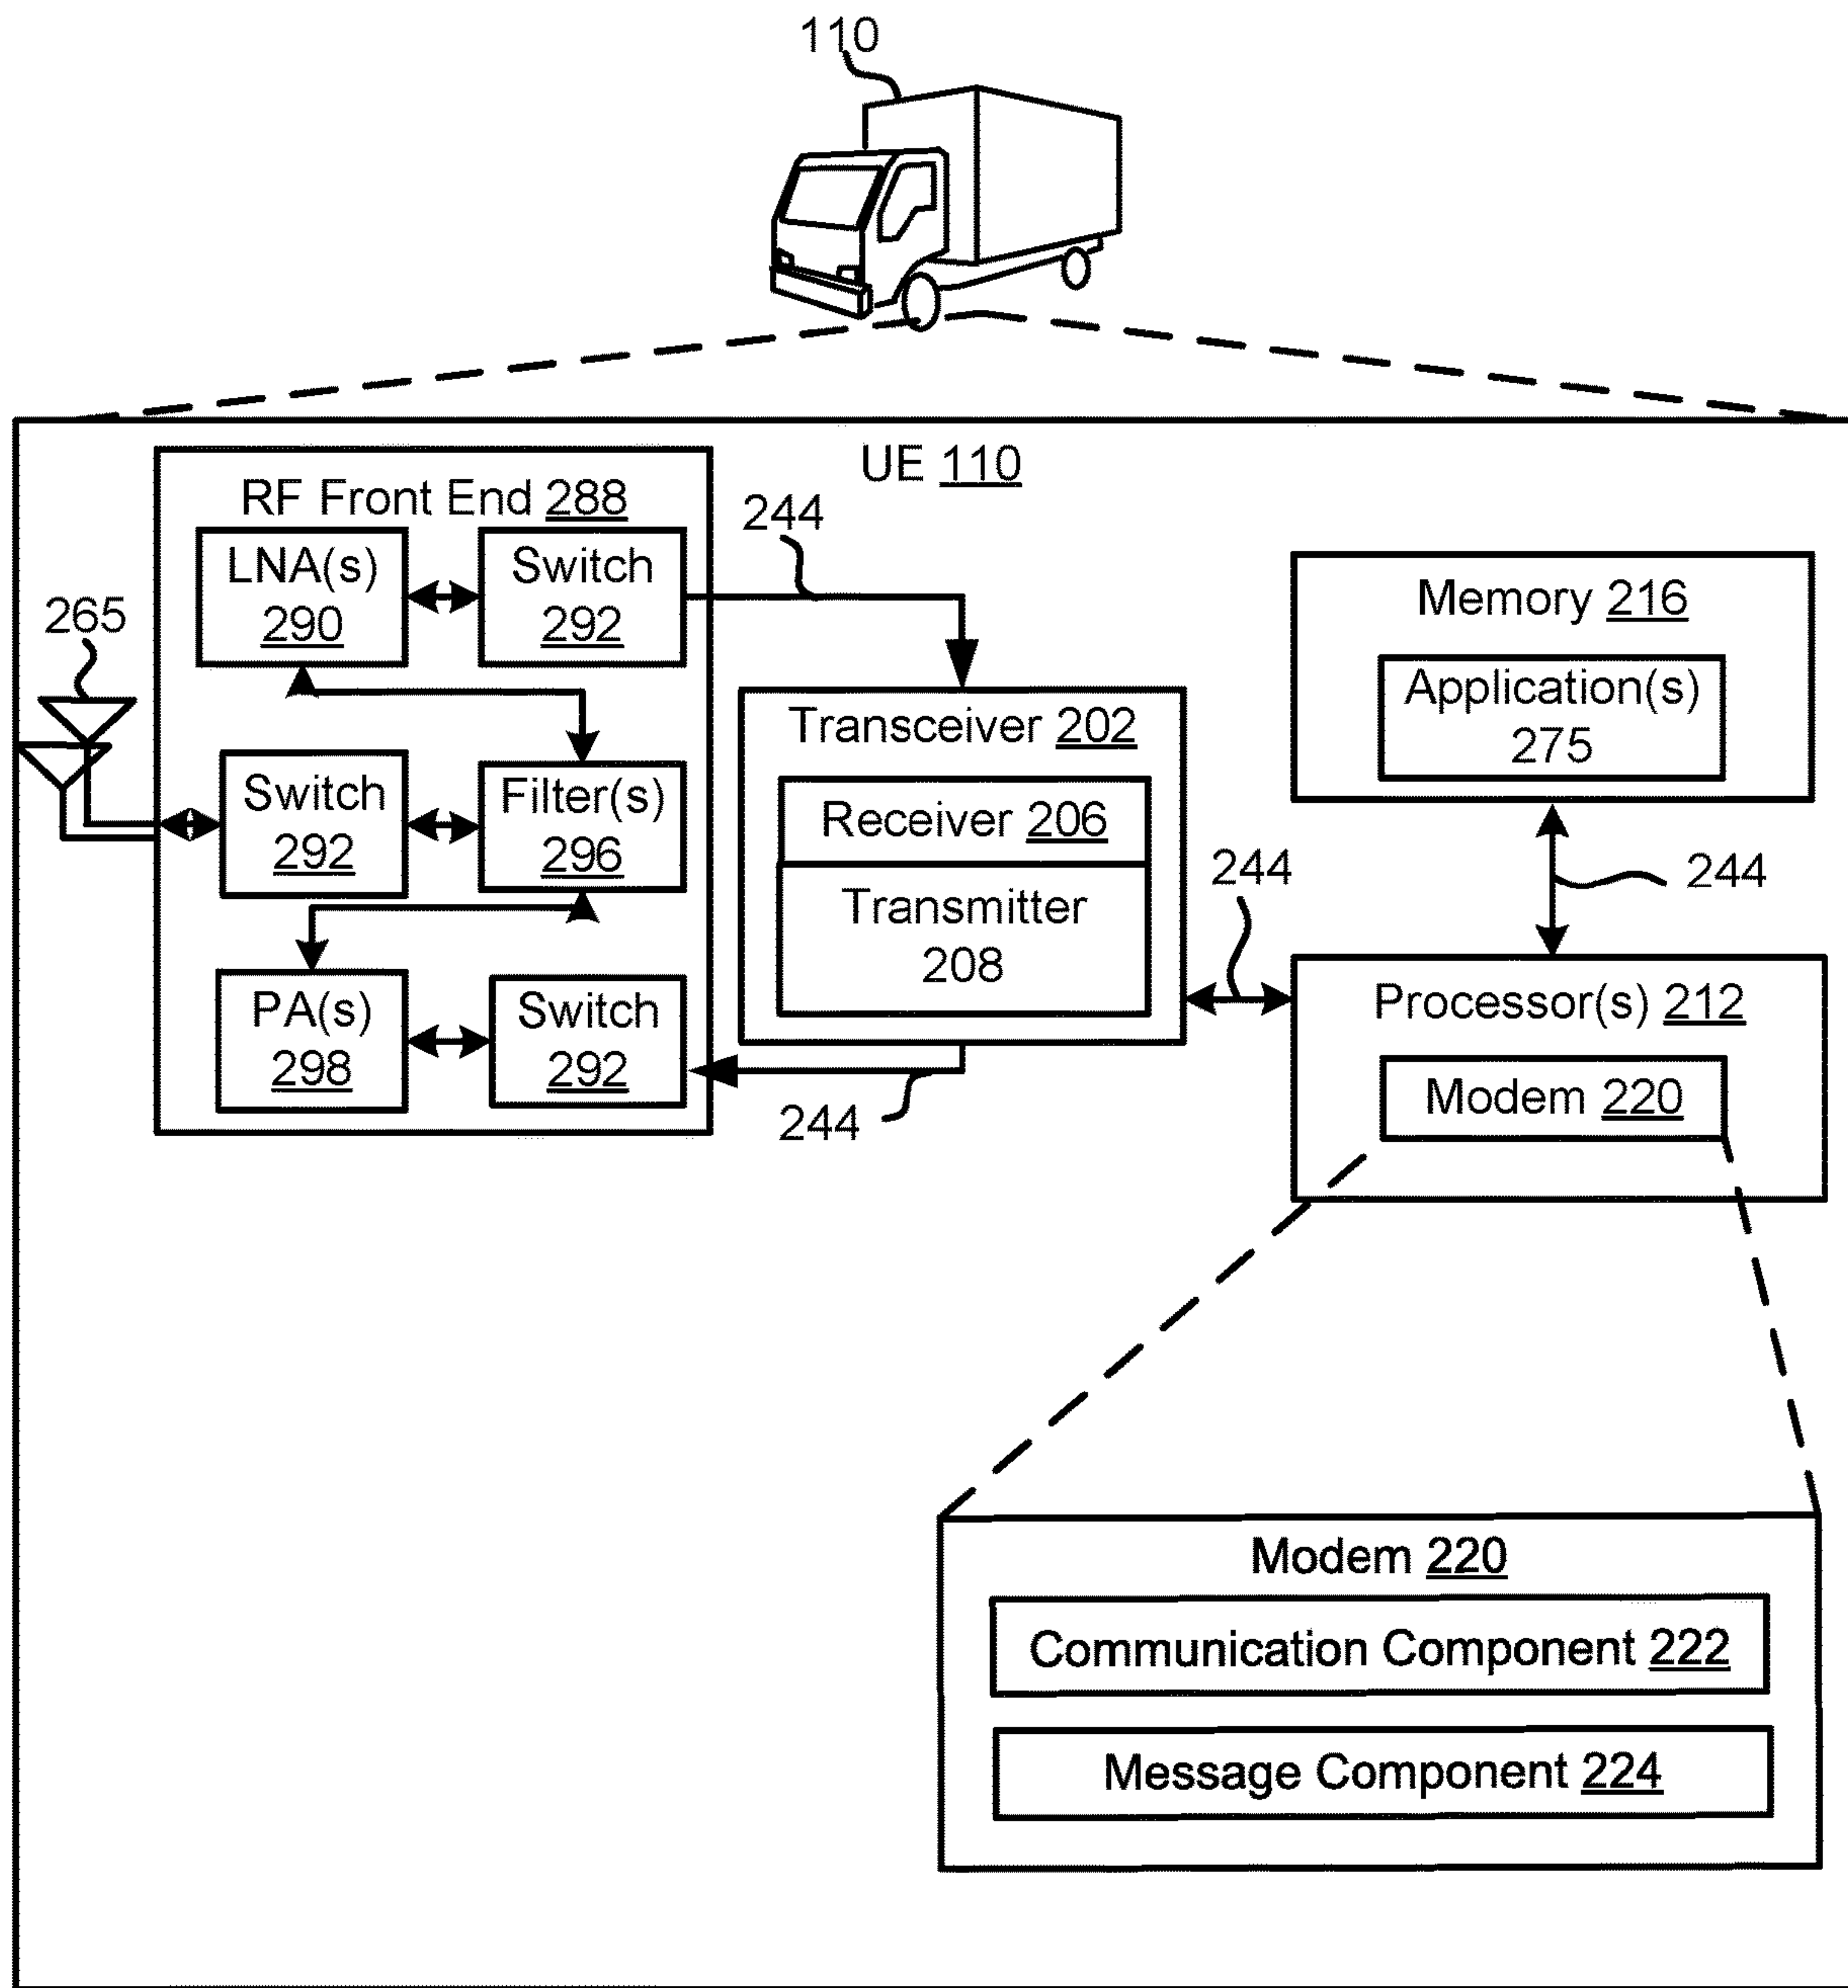 110
UE 110
RF Front End 288
LNA(s)
290
Switch
292
244
265
Switch
292
Filter(s)
296
PA(s)
298
Switch
292
244
Transceiver 202
Receiver 206
Transmitter
208
244
Memory 216
Application(s)
275
244
Processor(s) 212
Modem 220
Modem 220
Communication Component 222
Message Component 224